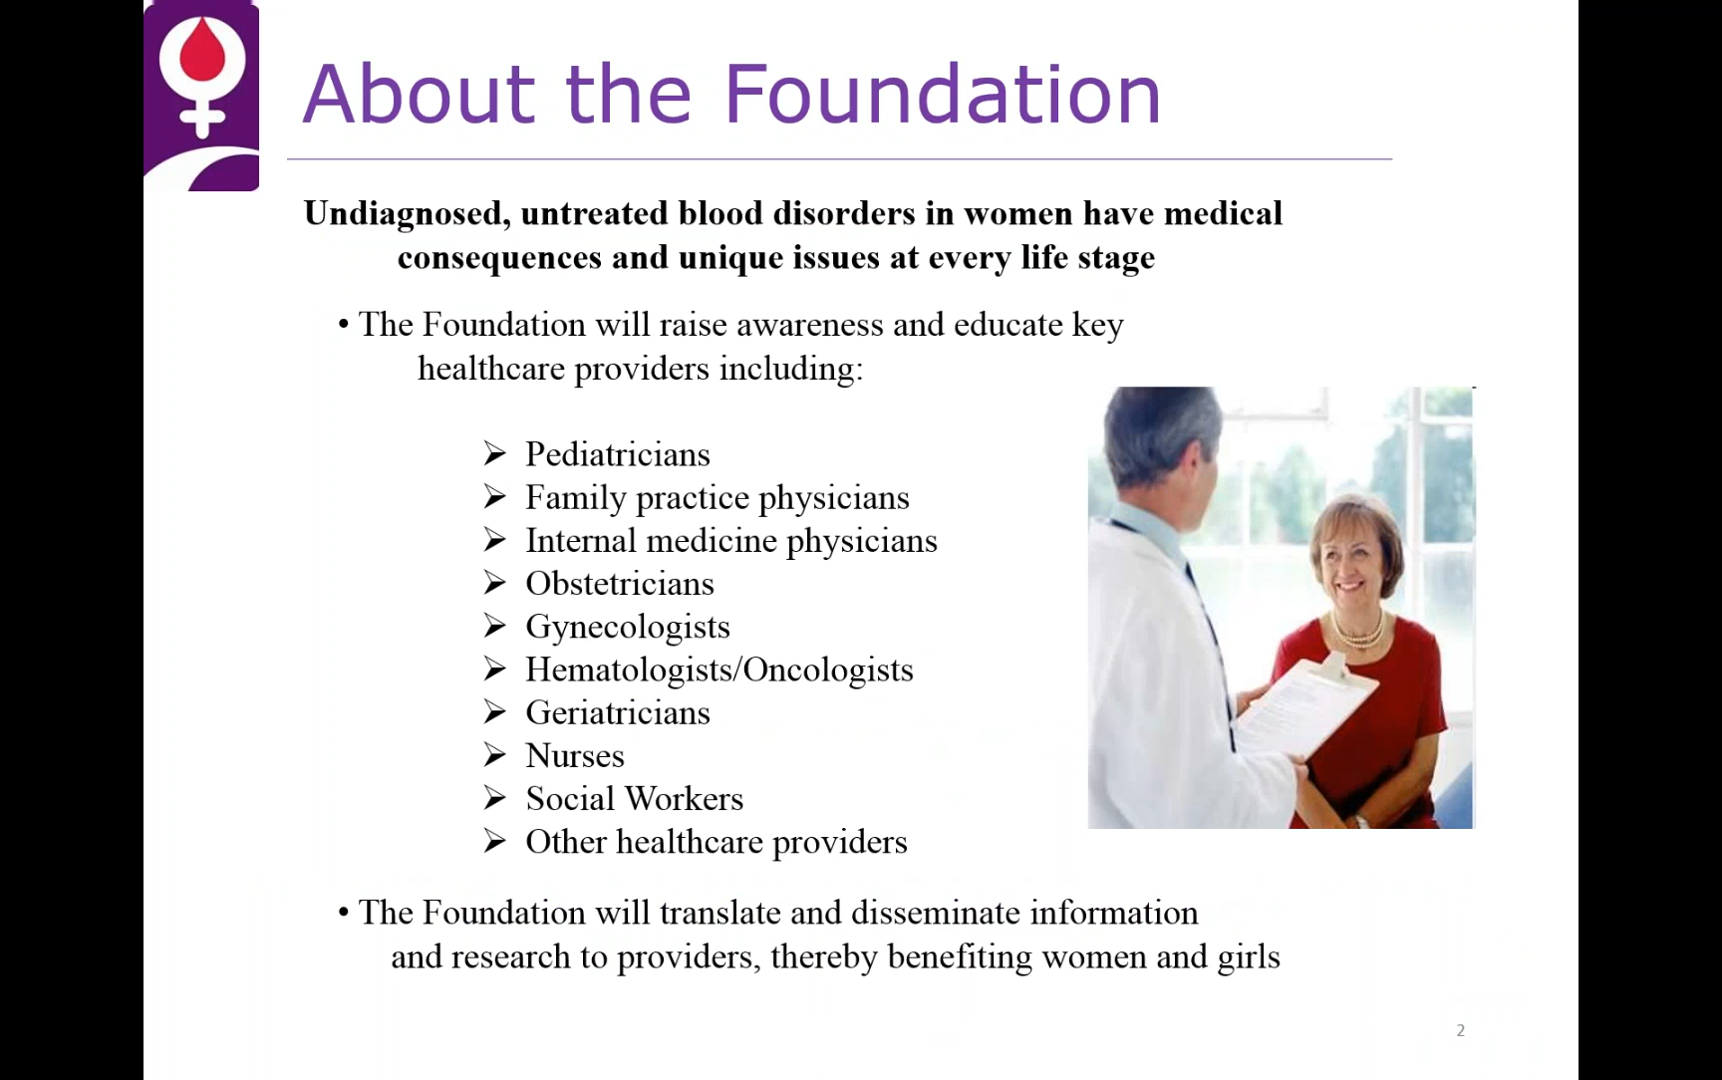 About the Foundation
Undiagnosed, untreated blood disorders in women have medical
consequences and unique issues at every life stage
• The Foundation will raise awareness and educate key
healthcare providers including:
➢ Pediatricians
➢ Family practice physicians
➢ Internal medicine physicians
➢ Obstetricians
➢ Gynecologists
➢ Hematologists/Oncologists
➢ Geriatricians
➢ Nurses
➢ Social Workers
➢ Other healthcare providers
• The Foundation will translate and disseminate information
and research to providers, thereby benefiting women and girls
2